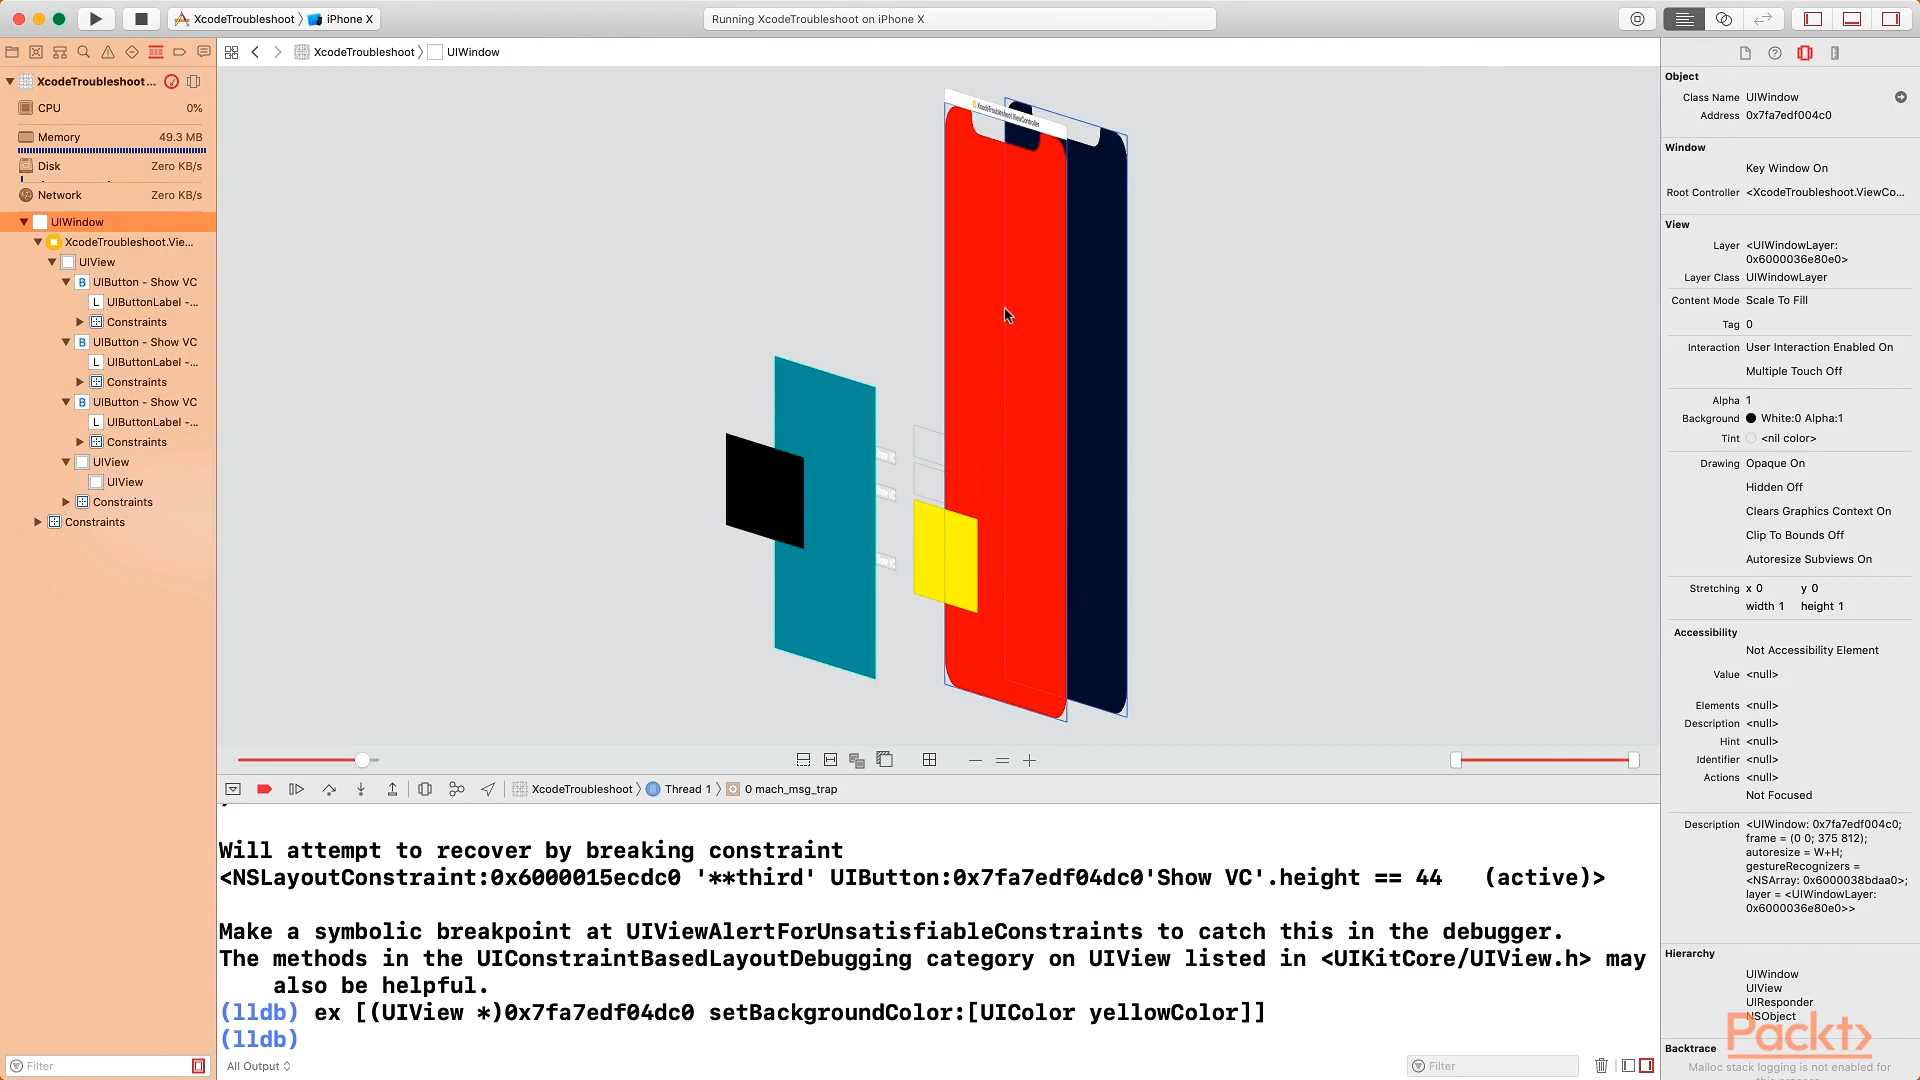 XcodeTroubleshoot 〉 iPhone X
Running XcodeTroubleshoot on iPhone X
XcodeTroubleshoot 〉 UIWindow
XcodeTroubleshoot...
CPU 0%
Memory 49.3 MB
Disk Zero KB/s
Network Zero KB/s
UIWindow
XcodeTroubleshoot.Vie...
UIView
B UIButton - Show VC
L UIButtonLabel -...
Constraints
B UIButton - Show VC
L UIButtonLabel -...
Constraints
B UIButton - Show VC
L UIButtonLabel -...
Constraints
UIView
UIView
Constraints
Constraints
Filter
XcodeTroubleshoot.ViewController
Show VC
Show VC
Show VC
XcodeTroubleshoot 〉 Thread 1 〉 0 mach_msg_trap
Will attempt to recover by breaking constraint
<NSLayoutConstraint:0x6000015ecdc0 '**third' UIButton:0x7fa7edf04dc0'Show VC'.height == 44   (active)>
Make a symbolic breakpoint at UIViewAlertForUnsatisfiableConstraints to catch this in the debugger.
The methods in the UIConstraintBasedLayoutDebugging category on UIView listed in <UIKitCore/UIView.h> may
also be helpful.
(lldb) ex [(UIView *)0x7fa7edf04dc0 setBackgroundColor:[UIColor yellowColor]]
(lldb)
All Output
Filter
Object
Class Name UIWindow
Address 0x7fa7edf004c0
Window
Key Window On
Root Controller <XcodeTroubleshoot.ViewCo...
View
Layer <UIWindowLayer:
0x6000036e80e0>
Layer Class UIWindowLayer
Content Mode Scale To Fill
Tag 0
Interaction User Interaction Enabled On
Multiple Touch Off
Alpha 1
Background White:0 Alpha:1
Tint <nil color>
Drawing Opaque On
Hidden Off
Clears Graphics Context On
Clip To Bounds Off
Autoresize Subviews On
Stretching x 0 y 0
width 1 height 1
Accessibility
Not Accessibility Element
Value <null>
Elements <null>
Description <null>
Hint <null>
Identifier <null>
Actions <null>
Not Focused
Description <UIWindow: 0x7fa7edf004c0;
frame = (0 0; 375 812);
autoresize = W+H;
gestureRecognizers =
<NSArray: 0x6000038bdaa0>;
layer = <UIWindowLayer:
0x6000036e80e0>>
Hierarchy
UIWindow
UIView
UIResponder
NSObject
Packt>
Backtrace
Malloc stack logging is not enabled for